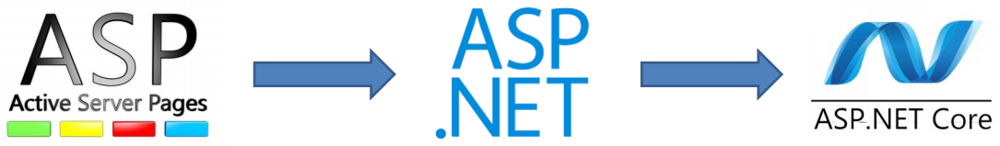 ASP
Active Server Pages
ASP
.NET
ASP.NET Core